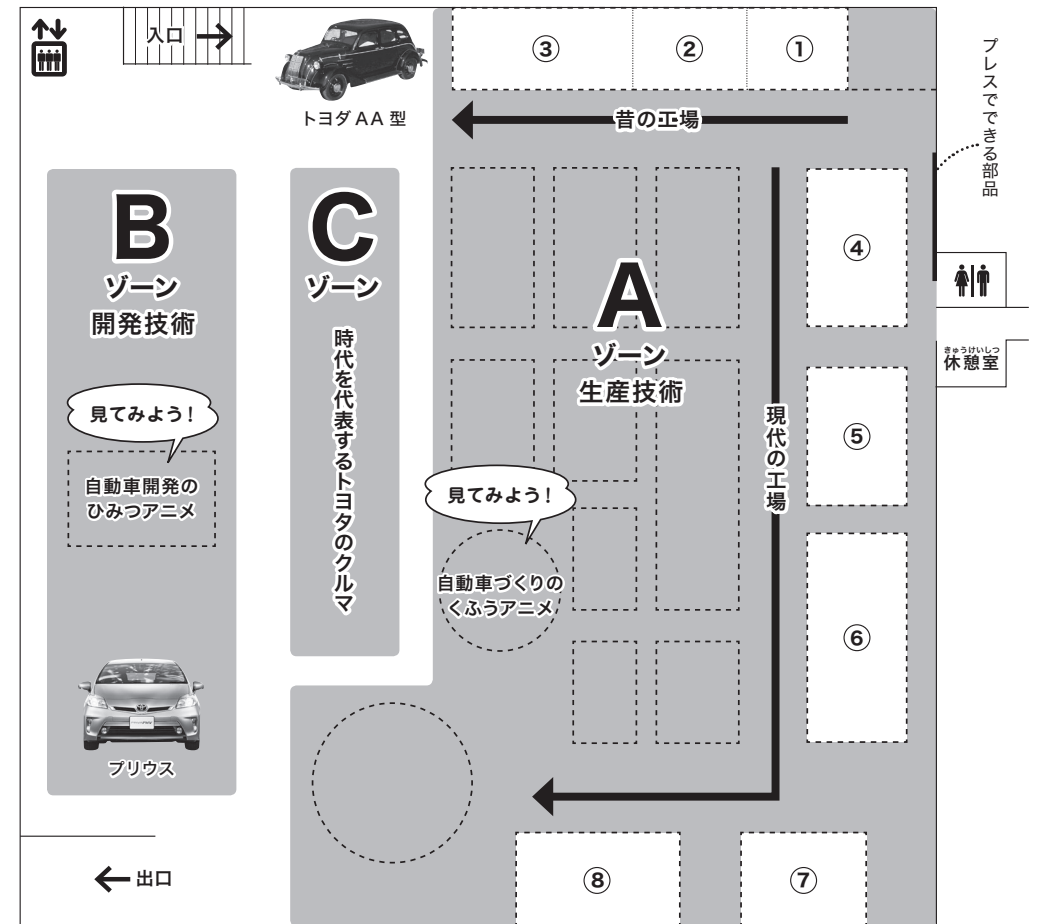 入口
トヨダAA型
③
②
①
昔の工場
プレスでできる部品
B
ゾーン
開発技術
見てみよう！
自動車開発の
ひみつアニメ
プリウス
C
ゾーン
時代を代表するトヨタのクルマ
A
ゾーン
生産技術
見てみよう！
自動車づくりの
くふうアニメ
現代の工場
④
⑤
⑥
きゅうけいしつ
休憩室
⑧
⑦
出口